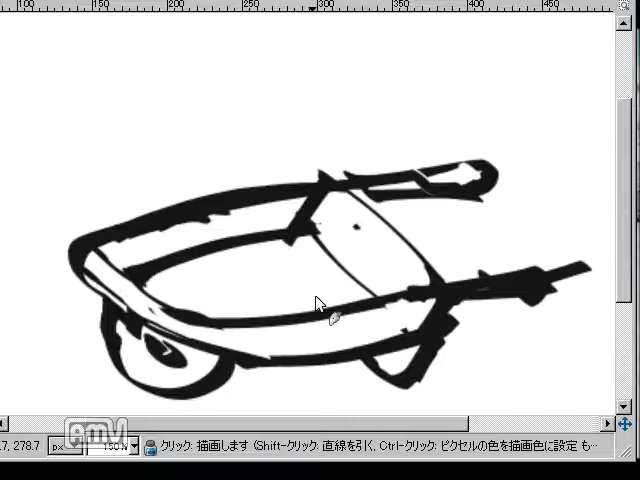 100 150 200 250 300 350 400 450
7, 278.7 px 150% クリック: 描画します (Shift-クリック: 直線を引く, Ctrl-クリック: ピクセルの色を描画色に設定 も…
AMV